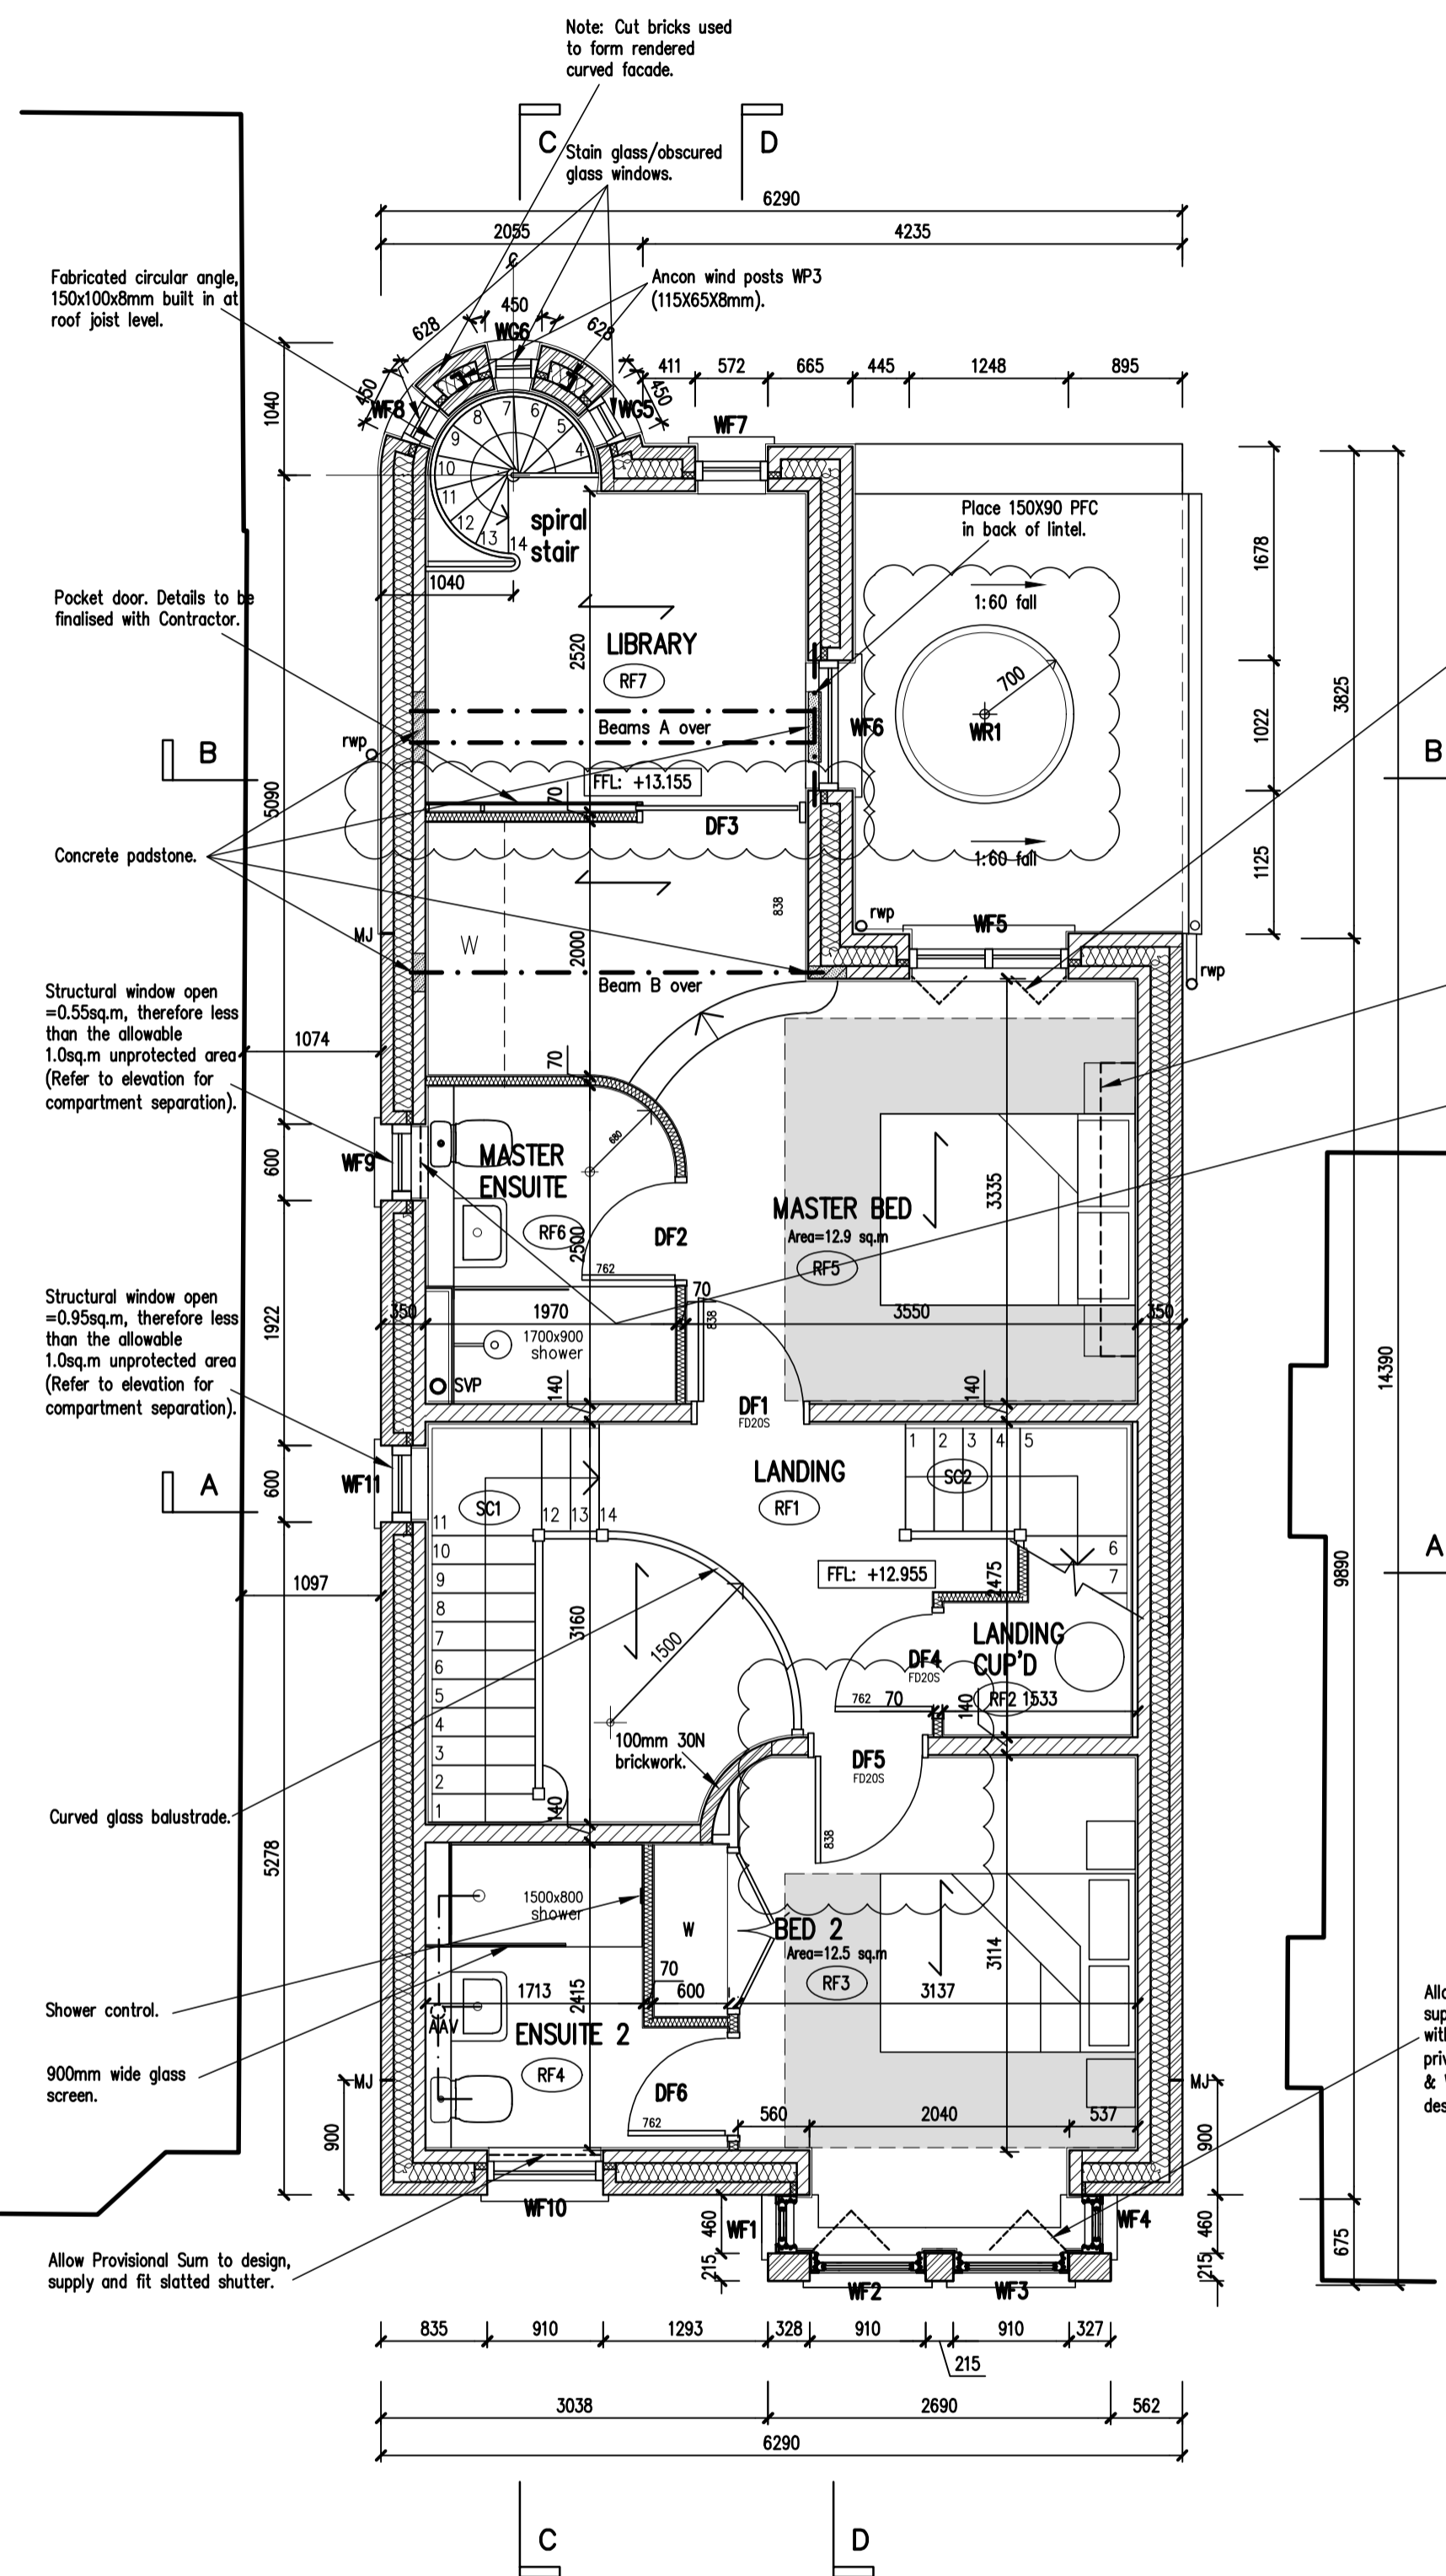 Note: Cut bricks used
to form rendered
curved facade.
C
D
Stain glass/obscured
glass windows.
6290
2055
4235
Fabricated circular angle,
150x100x8mm built in at
roof joist level.
Ancon wind posts WP3
(115X65X8mm).
450
WG6
628
628
450
450
WF8
WG5
411
572
665
445
1248
895
WF7
1040
4
5
6
7
8
9
10
11
12
13
14
spiral
stair
1040
Place 150X90 PFC
in back of lintel.
1:60 fall
1678
Pocket door. Details to be
finalised with Contractor.
2520
LIBRARY
RF7
700
WR1
WF6
1022
3825
Beams A over
B
B
rwp
FFL: +13.155
5090
70
DF3
1:60 fall
1125
Concrete padstone.
838
rwp
WF5
MJ
W
2000
rwp
Beam B over
Structural window open
=0.55sq.m, therefore less
than the allowable
1.0sq.m unprotected area
(Refer to elevation for
compartment separation).
1074
70
680
600
WF9
MASTER
ENSUITE
RF6
2500
DF2
762
MASTER BED
Area=12.9 sq.m
RF5
3335
Structural window open
=0.95sq.m, therefore less
than the allowable
1.0sq.m unprotected area
(Refer to elevation for
compartment separation).
1922
350
1970
70
838
3550
350
1700x900
shower
SVP
140
140
14390
DF1
FD20S
A
A
600
WF11
SC1
12
13
14
11
10
9
8
7
6
5
4
3
2
1
LANDING
RF1
1
2
3
4
5
SC2
6
7
FFL: +12.955
2475
9890
1097
3160
1500
LANDING
CUP'D
DF4
FD20S
RF2
1533
762
70
140
100mm 30N
brickwork.
DF5
FD20S
838
Curved glass balustrade.
140
5278
1500x800
shower
W
BED 2
Area=12.5 sq.m
RF3
3114
70
1713
2415
600
3137
Shower control.
AAV
ENSUITE 2
RF4
900mm wide glass
screen.
MJ
MJ
DF6
762
560
2040
537
900
900
WF10
WF1
WF4
460
460
215
215
675
WF2
WF3
Allow Provisional Sum to design,
supply and fit slatted shutter.
835
910
1293
328
910
910
327
215
3038
2690
562
6290
C
D